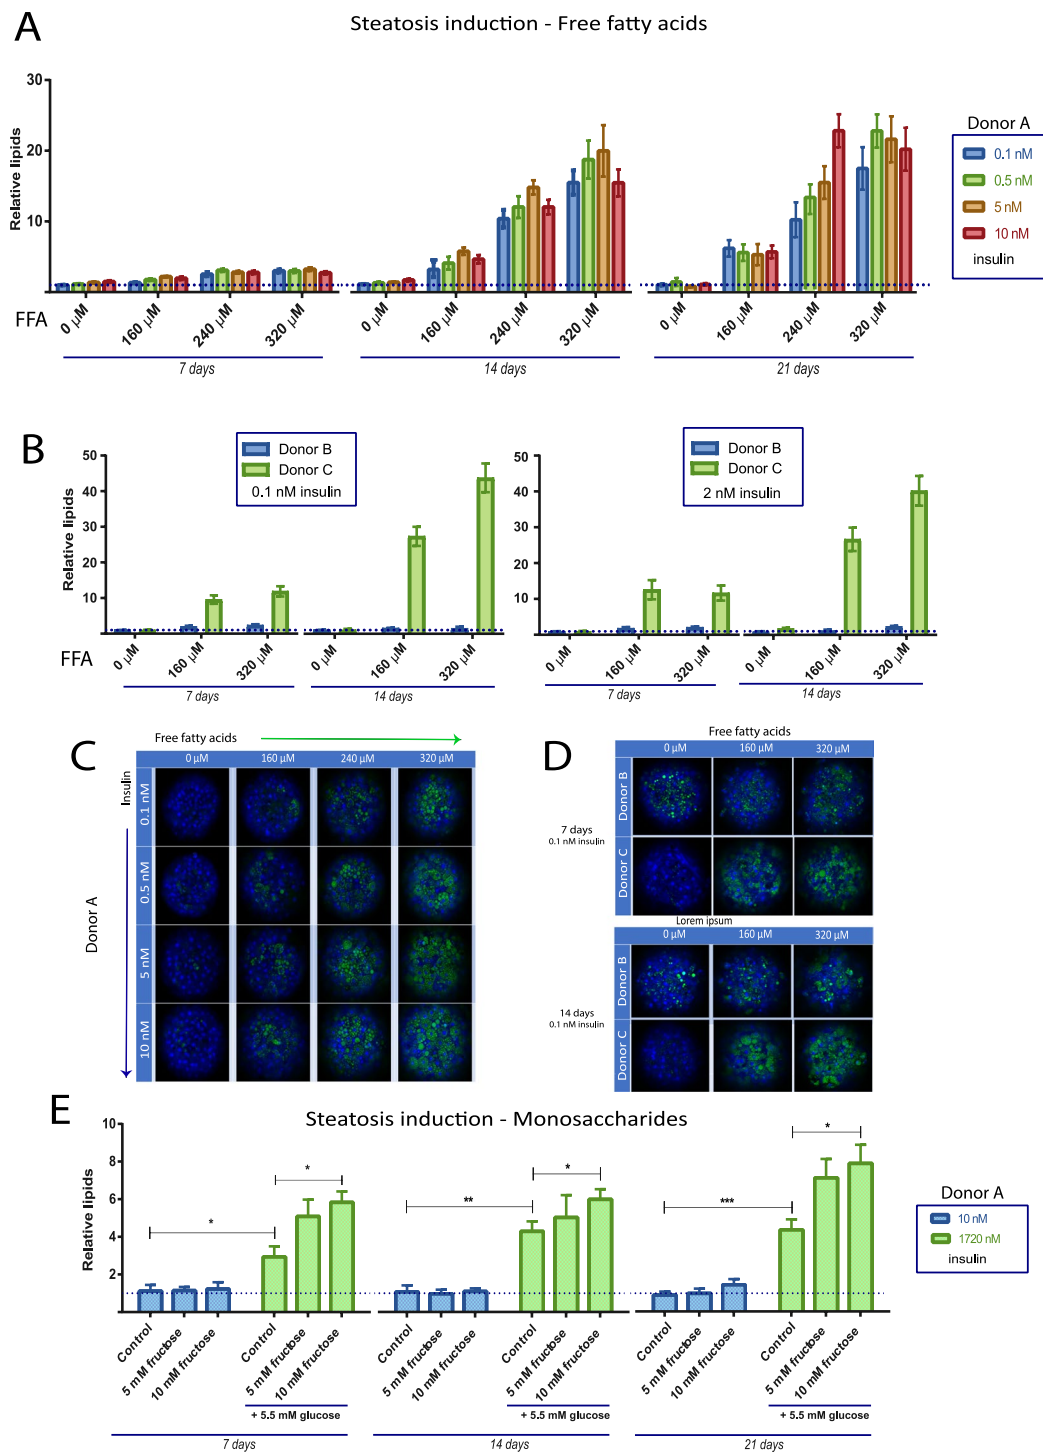 A
Steatosis induction - Free fatty acids
Relative lipids
30
20
10
FFA
0 µM
160 µM
240 µM
320 µM
0 µM
160 µM
240 µM
320 µM
0 µM
160 µM
240 µM
320 µM
7 days
14 days
21 days
Donor A
0.1 nM
0.5 nM
5 nM
10 nM
insulin
B
Relative lipids
50
40
30
20
10
Donor B
Donor C
0.1 nM insulin
FFA
0 µM
160 µM
320 µM
0 µM
160 µM
320 µM
7 days
14 days
50
40
30
20
10
Donor B
Donor C
2 nM insulin
0 µM
160 µM
320 µM
0 µM
160 µM
320 µM
7 days
14 days
C
Free fatty acids
0 µM
160 µM
240 µM
320 µM
Insulin
Donor A
0.1 nM
0.5 nM
5 nM
10 nM
D
Free fatty acids
0 µM
160 µM
320 µM
7 days
0.1 nM insulin
Donor B
Donor C
Lorem ipsum
0 µM
160 µM
320 µM
14 days
0.1 nM insulin
Donor B
Donor C
E
Steatosis induction - Monosaccharides
Relative lipids
10
8
6
4
2
*
*
**
*
***
*
Control
5 mM fructose
10 mM fructose
Control
5 mM fructose
10 mM fructose
Control
5 mM fructose
10 mM fructose
Control
5 mM fructose
10 mM fructose
Control
5 mM fructose
10 mM fructose
Control
5 mM fructose
10 mM fructose
+ 5.5 mM glucose
+ 5.5 mM glucose
+ 5.5 mM glucose
7 days
14 days
21 days
Donor A
10 nM
1720 nM
insulin